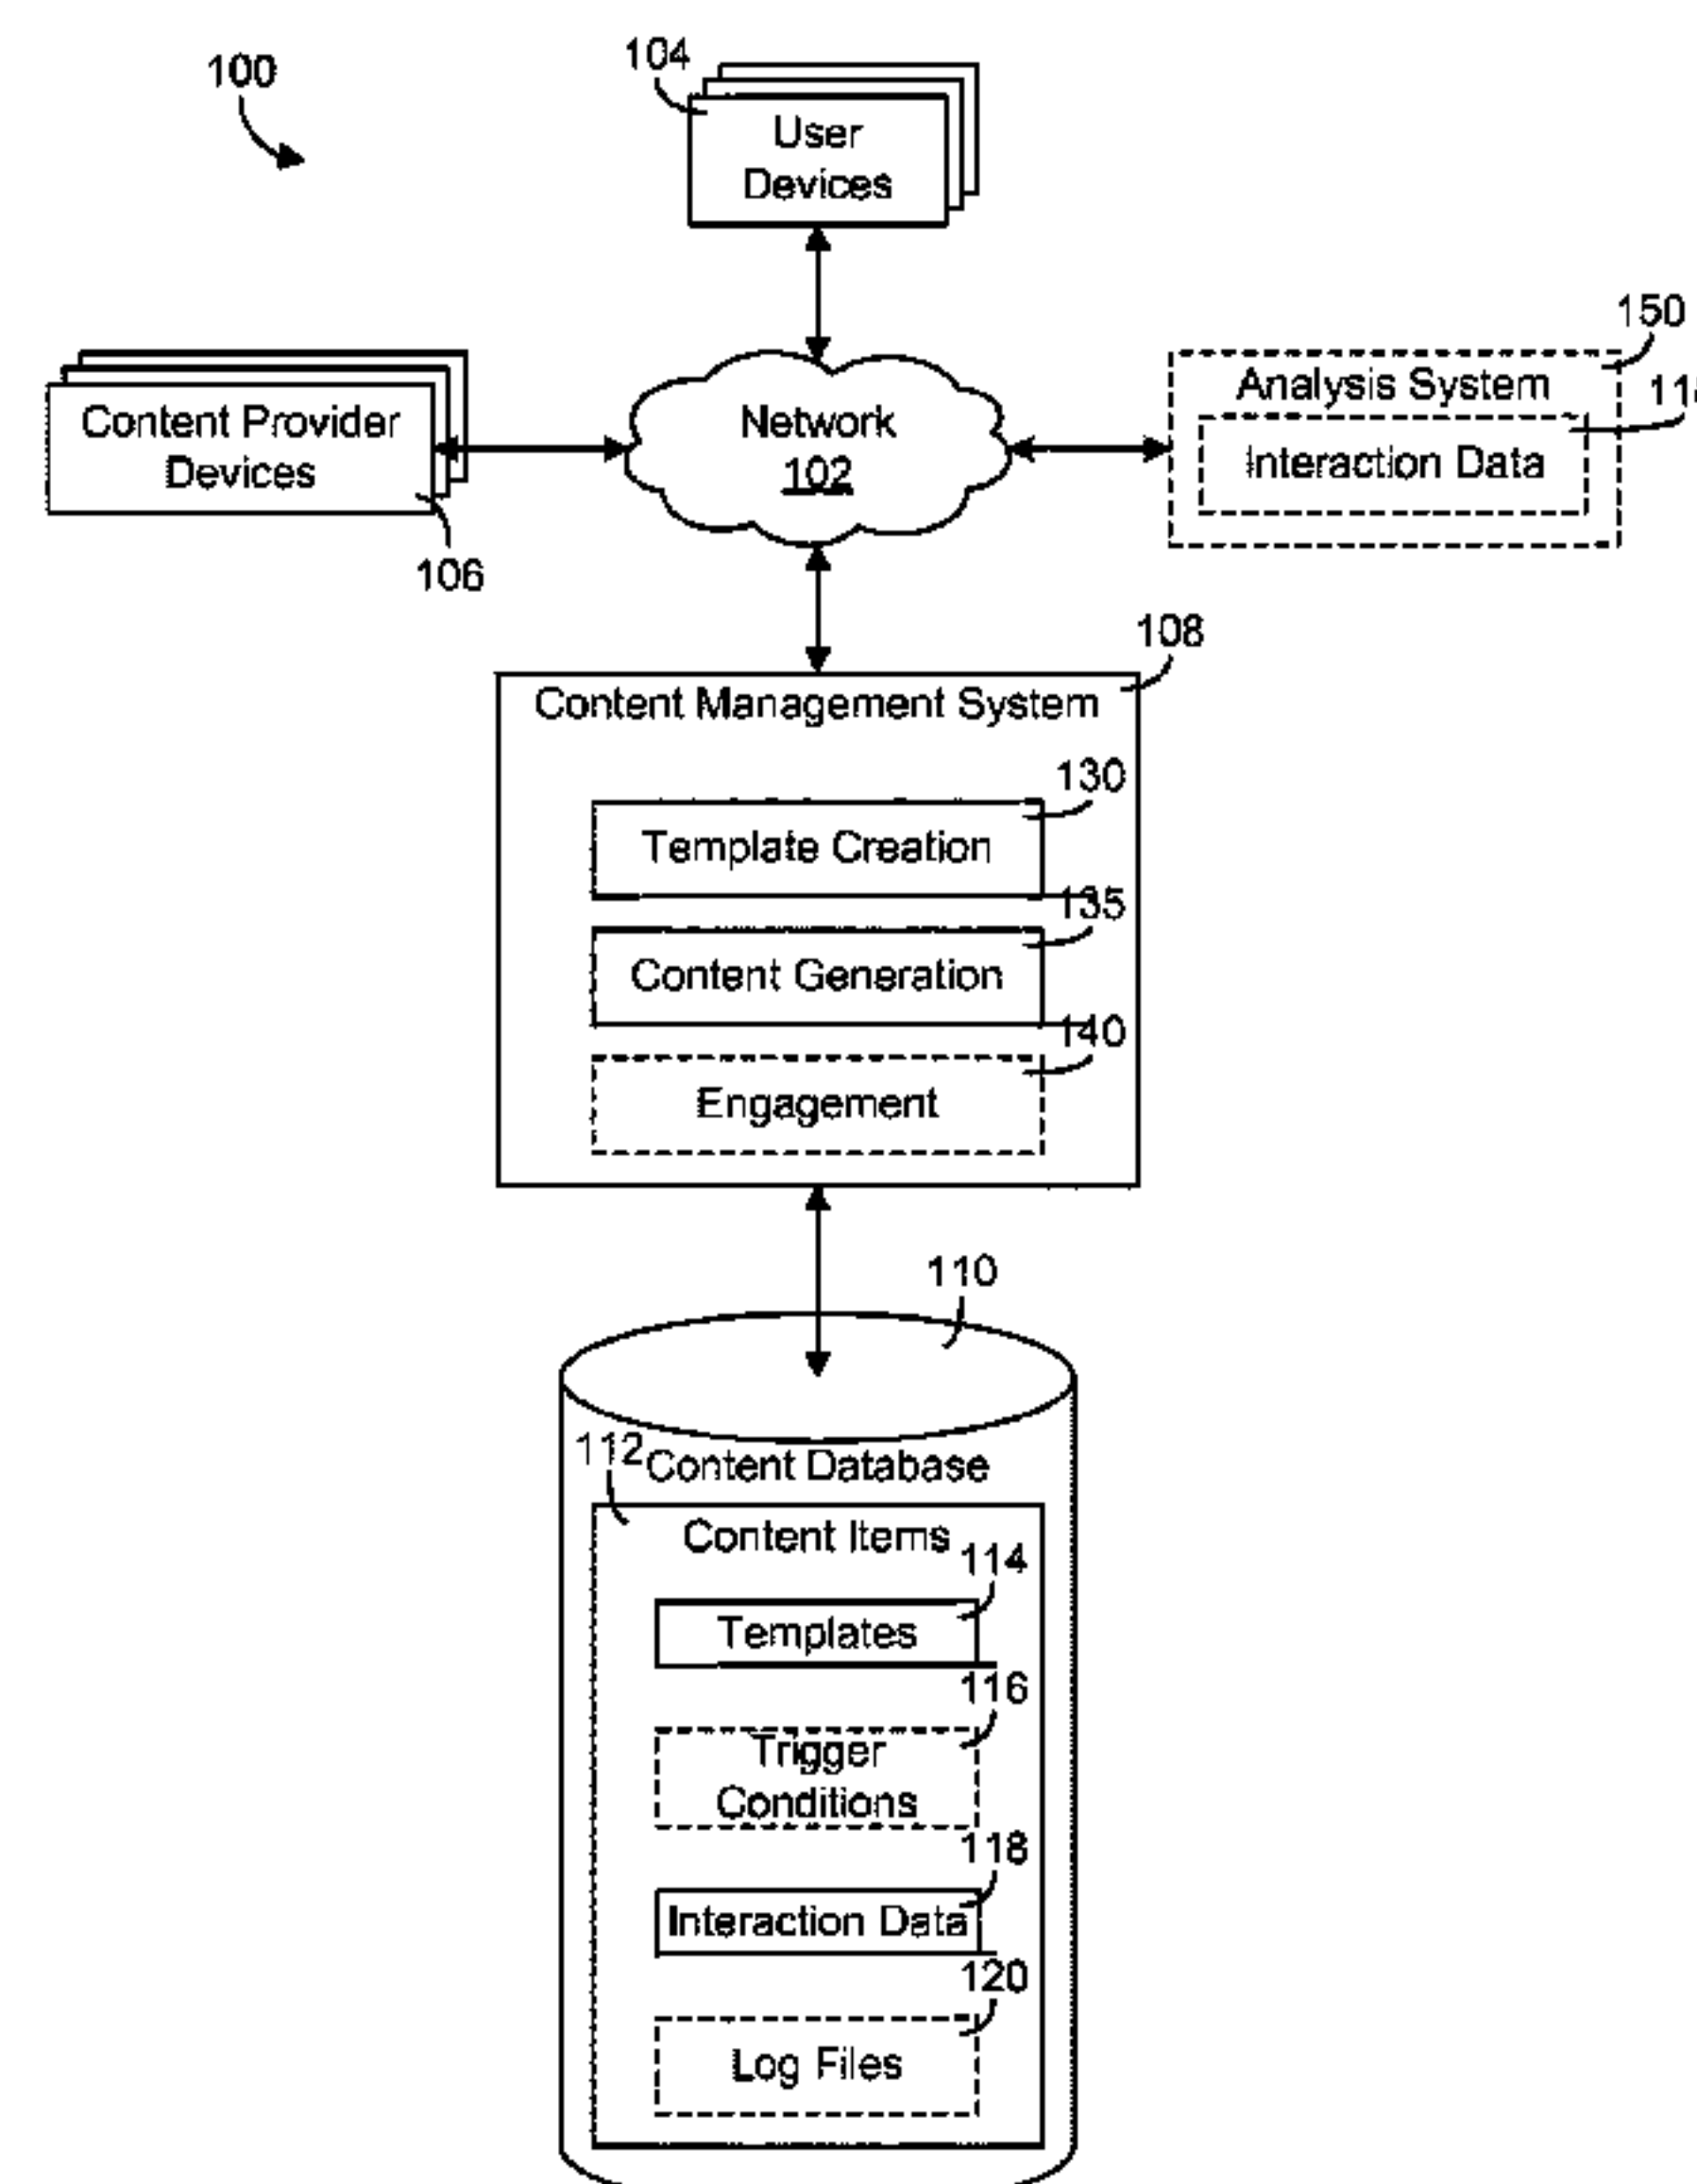 100
104
User
Devices
150
Analysis System
Interaction Data
Content Provider
Devices
106
Network
102
108
Content Management System
130
Template Creation
135
Content Generation
140
Engagement
110
112
Content Database
Content Items
114
Templates
116
Trigger
Conditions
118
Interaction Data
120
Log Files